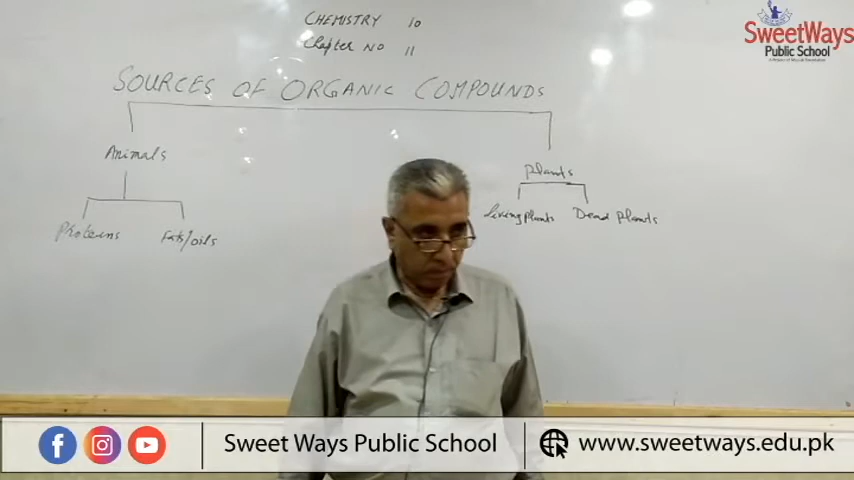 CHEMISTRY 10
Chapter NO 11
SOURCES OF ORGANIC COMPOUNDS
Animals
Plants
Proteins
Fats/oils
Living plants
Dead plants
SweetWays
Public School
Sweet Ways Public School
www.sweetways.edu.pk